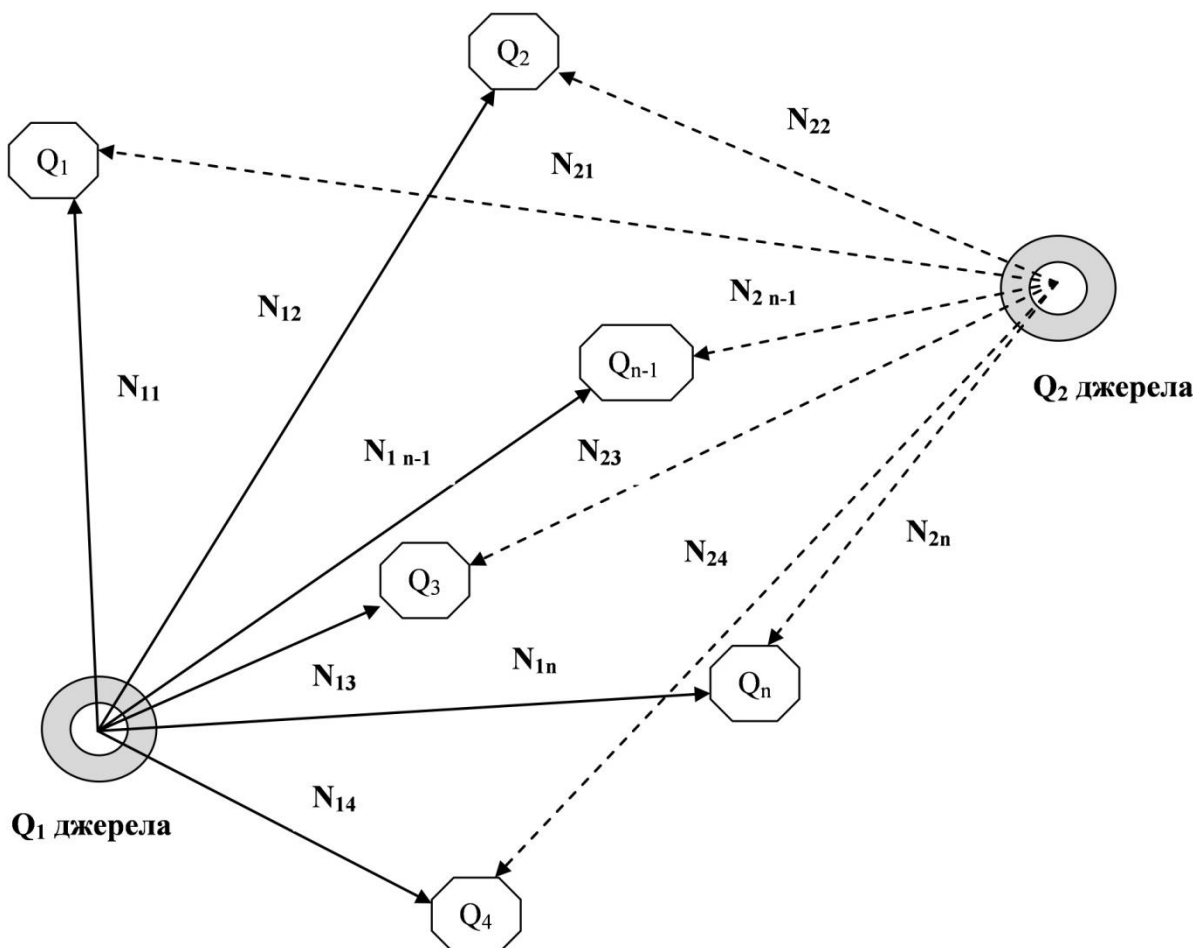 Q₂
N₂₂
Q₁
N₂₁
N₁₂
N₂ ₙ₋₁
Qₙ₋₁
N₁₁
Q₂ джерела
N₁ ₙ₋₁
N₂₃
N₂₄
N₂ₙ
Q₃
N₁₃
N₁ₙ
Qₙ
N₁₄
Q₁ джерела
Q₄